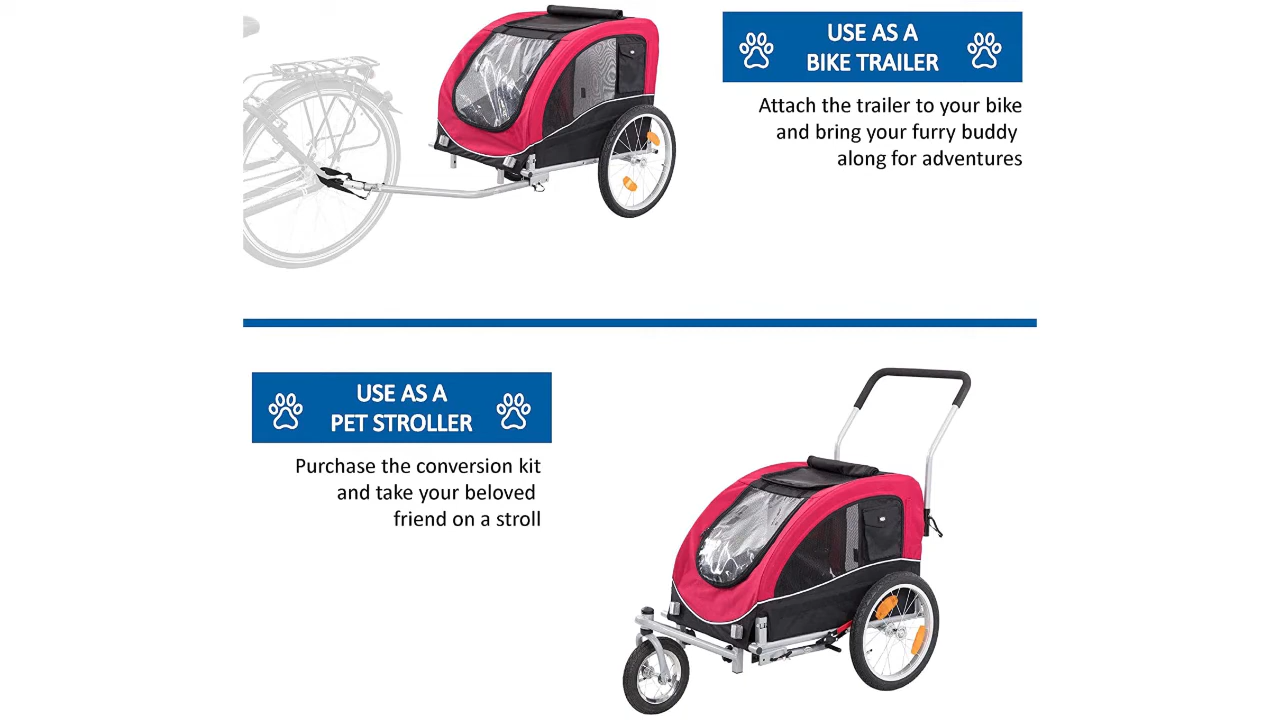 USE AS A
BIKE TRAILER
Attach the trailer to your bike
and bring your furry buddy
along for adventures
USE AS A
PET STROLLER
Purchase the conversion kit
and take your beloved
friend on a stroll